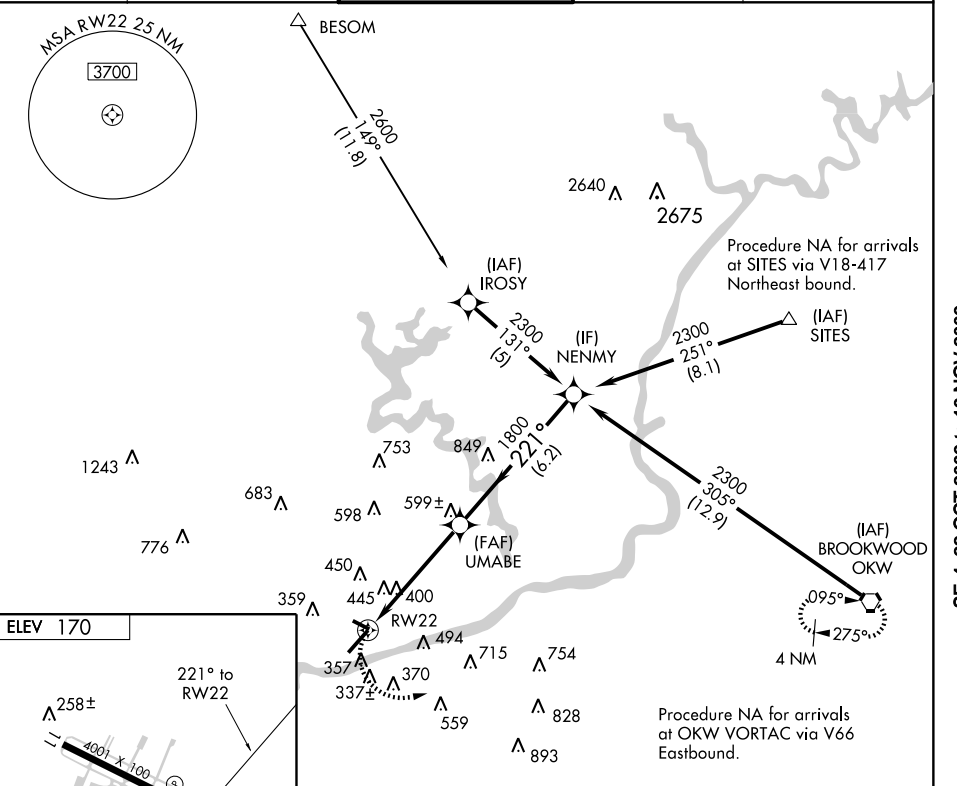 MSA RW22 25 NM
3700
BESOM
2600
149°
(11.8)
2640
2675
Procedure NA for arrivals
at SITES via V18-417
Northeast bound.
(IAF)
IROSY
2300
131°
(5)
(IF)
NENMY
2300
251°
(8.1)
(IAF)
SITES
1800
221°
(6.2)
849
753
1243
683
598
599±
776
(FAF)
UMABE
2300
305°
(12.9)
(IAF)
BROOKWOOD
OKW
095°
275°
4 NM
450
445
400
359
RW22
494
357
337±
370
715
754
559
828
893
Procedure NA for arrivals
at OKW VORTAC via V66
Eastbound.
ELEV 170
221° to
RW22
258±
4001 X 100